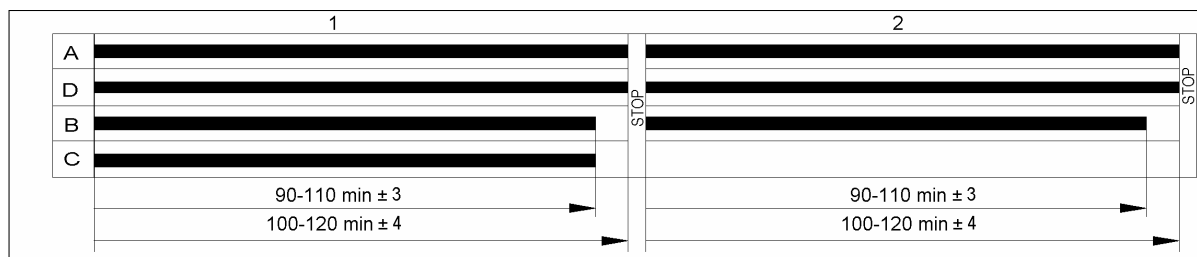 1 2
A
D
STOP STOP
B
C
90-110 min ± 3 90-110 min ± 3
100-120 min ± 4 100-120 min ± 4